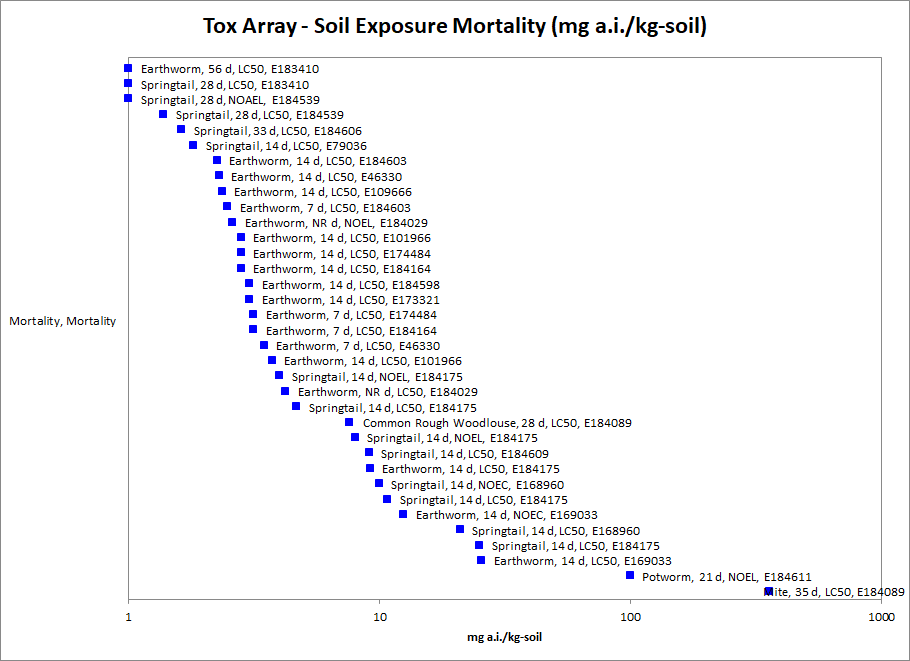 Tox Array - Soil Exposure Mortality (mg a.i./kg-soil)
Earthworm, 56 d, LC50, E183410
Springtail, 28 d, LC50, E183410
Springtail, 28 d, NOAEL, E184539
Springtail, 28 d, LC50, E184539
Springtail, 33 d, LC50, E184606
Springtail, 14 d, LC50, E79036
Earthworm, 14 d, LC50, E184603
Earthworm, 14 d, LC50, E46330
Earthworm, 14 d, LC50, E109666
Earthworm, 7 d, LC50, E184603
Earthworm, NR d, NOEL, E184029
Earthworm, 14 d, LC50, E101966
Earthworm, 14 d, LC50, E174484
Earthworm, 14 d, LC50, E184164
Earthworm, 14 d, LC50, E184598
Earthworm, 14 d, LC50, E173321
Earthworm, 7 d, LC50, E174484
Mortality, Mortality
Earthworm, 7 d, LC50, E184164
Earthworm, 7 d, LC50, E46330
Earthworm, 14 d, LC50, E101966
Springtail, 14 d, NOEL, E184175
Earthworm, NR d, LC50, E184029
Springtail, 14 d, LC50, E184175
Common Rough Woodlouse, 28 d, LC50, E184089
Springtail, 14 d, NOEL, E184175
Springtail, 14 d, LC50, E184609
Earthworm, 14 d, LC50, E184175
Springtail, 14 d, NOEC, E168960
Springtail, 14 d, LC50, E184175
Earthworm, 14 d, NOEC, E169033
Springtail, 14 d, LC50, E168960
Springtail, 14 d, LC50, E184175
Earthworm, 14 d, LC50, E169033
Potworm, 21 d, NOEL, E184611
Mite, 35 d, LC50, E184089
1 10 100 1000
mg a.i./kg-soil